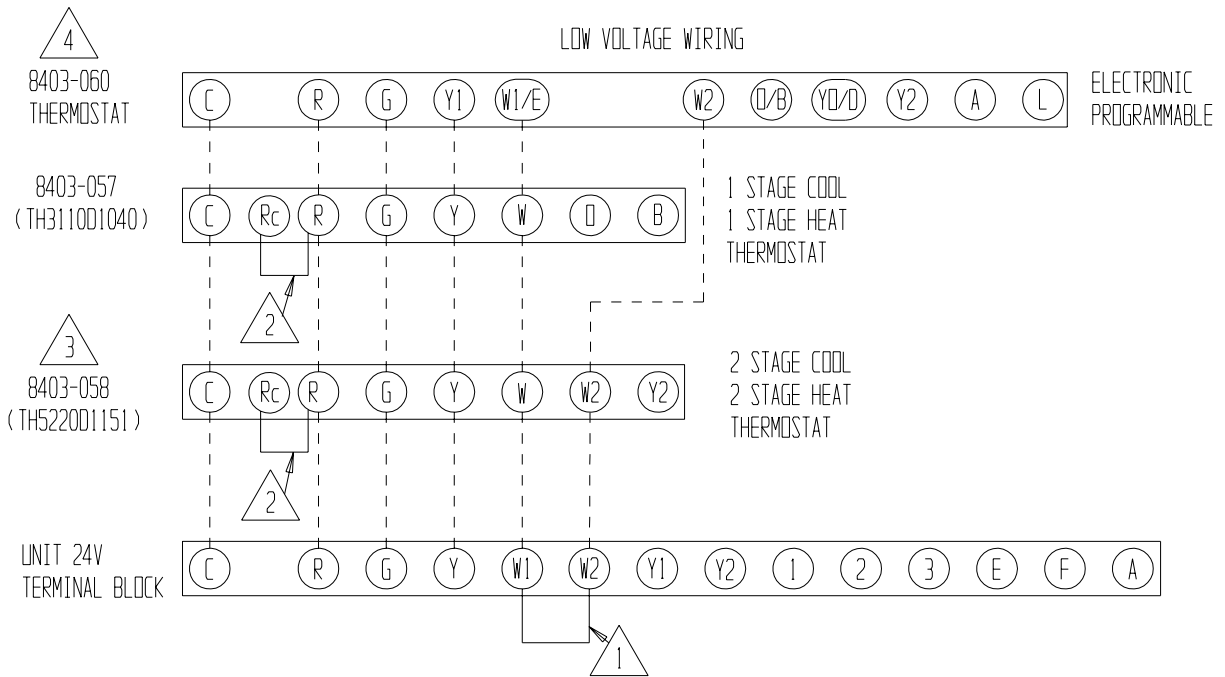 LOW VOLTAGE WIRING
4
8403-060
THERMOSTAT
C R G Y1 W1/E W2 O/B YO/D Y2 A L
ELECTRONIC
PROGRAMMABLE
8403-057
(TH3110D1040)
C Rc R G Y W O B
1 STAGE COOL
1 STAGE HEAT
THERMOSTAT
2
3
8403-058
(TH5220D1151)
C Rc R G Y W W2 Y2
2 STAGE COOL
2 STAGE HEAT
THERMOSTAT
2
UNIT 24V
TERMINAL BLOCK
C R G Y W1 W2 Y1 Y2 1 2 3 E F A
1